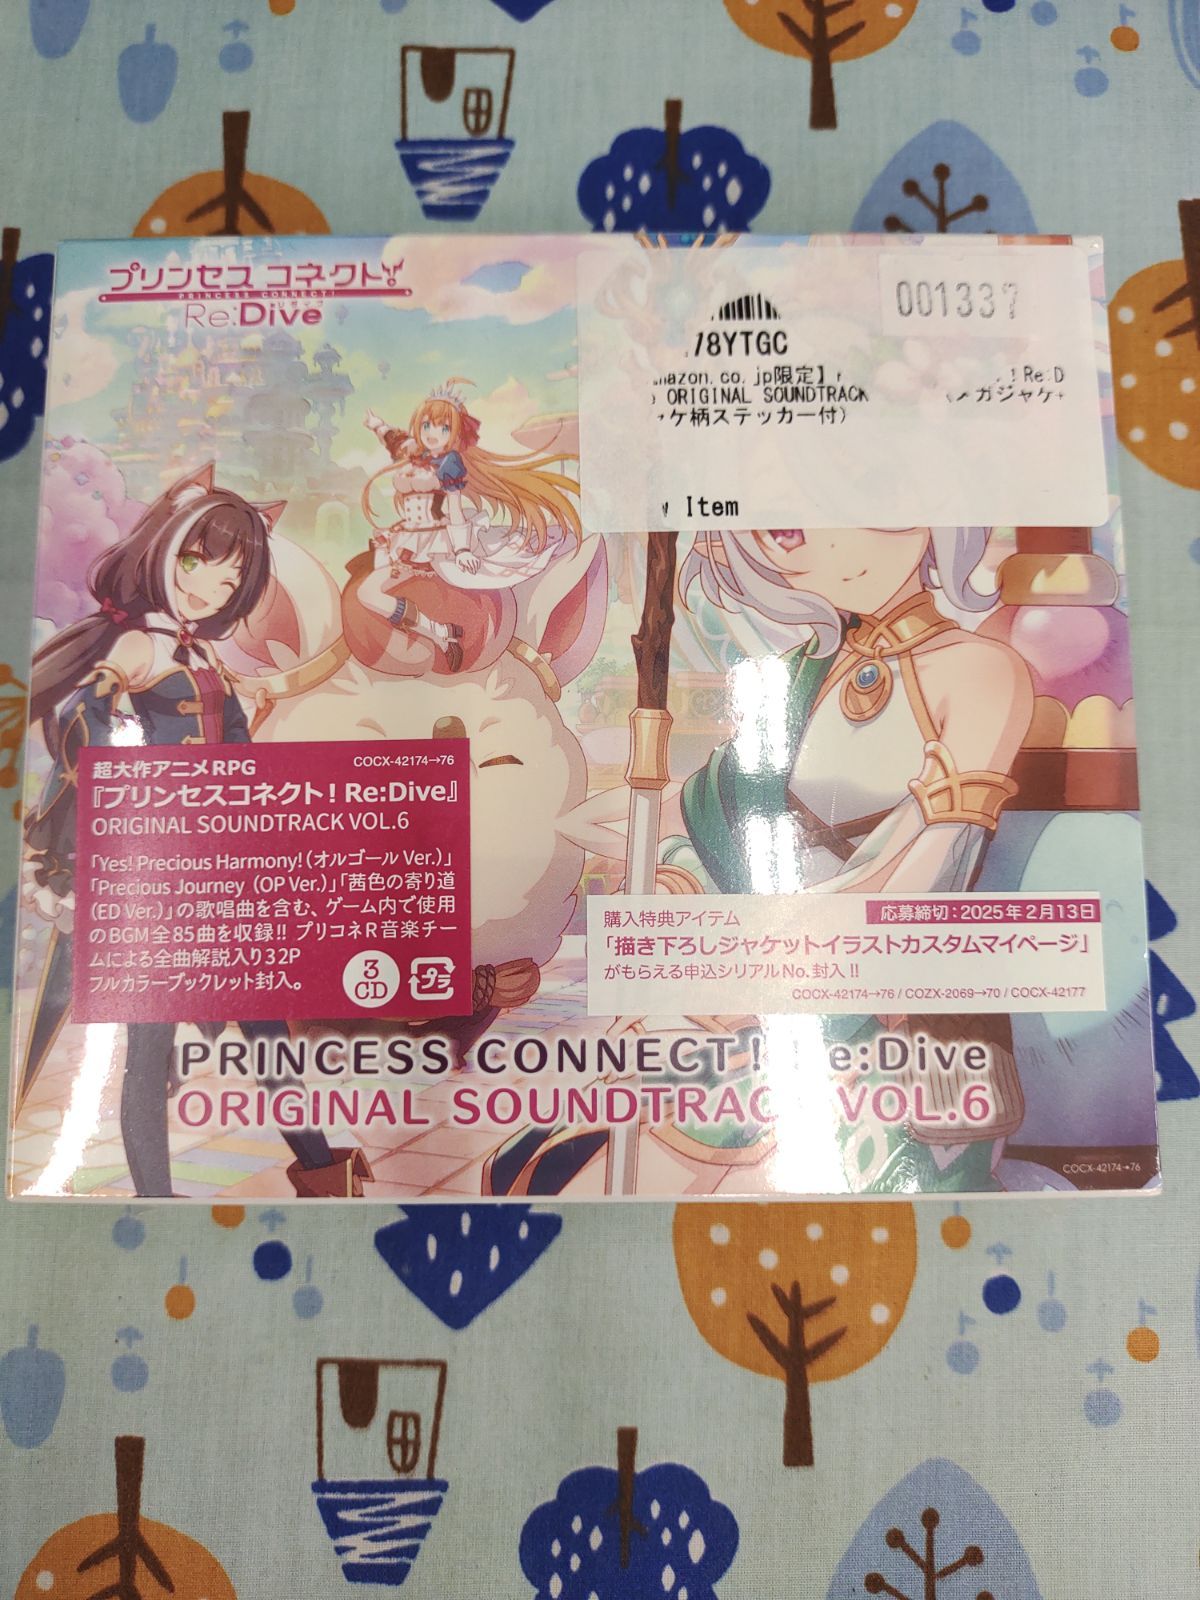 プリンセス コネクト!
PRINCESS CONNECT!
リダイブ
Re:Dive
001337
78YTGC
azon.co.jp限定】 ! Re:D
ORIGINAL SOUNDTRACK (メガジャケ
ャケ柄ステッカー付)
Item
超大作アニメRPG COCX-42174→76
『プリンセスコネクト!Re:Dive』
ORIGINAL SOUNDTRACK VOL.6
「Yes! Precious Harmony!(オルゴール Ver.)」
「Precious Journey (OP Ver.)」「茜色の寄り道
(ED Ver.)」の歌唱曲を含む、ゲーム内で使用
のBGM全85曲を収録!! プリコネR音楽チー
ムによる全曲解説入り32P
フルカラーブックレット封入。
3
CD
プラ
購入特典アイテム 応募締切:2025年2月13日
「描き下ろしジャケットイラストカスタムマイページ」
がもらえる申込シリアルNo.封入!!
COCX-42174→76 / COZX-2069→70 / COCX-42177
PRINCESS CONNECT! Re:Dive
ORIGINAL SOUNDTRACK VOL.6
COCX-42174→76